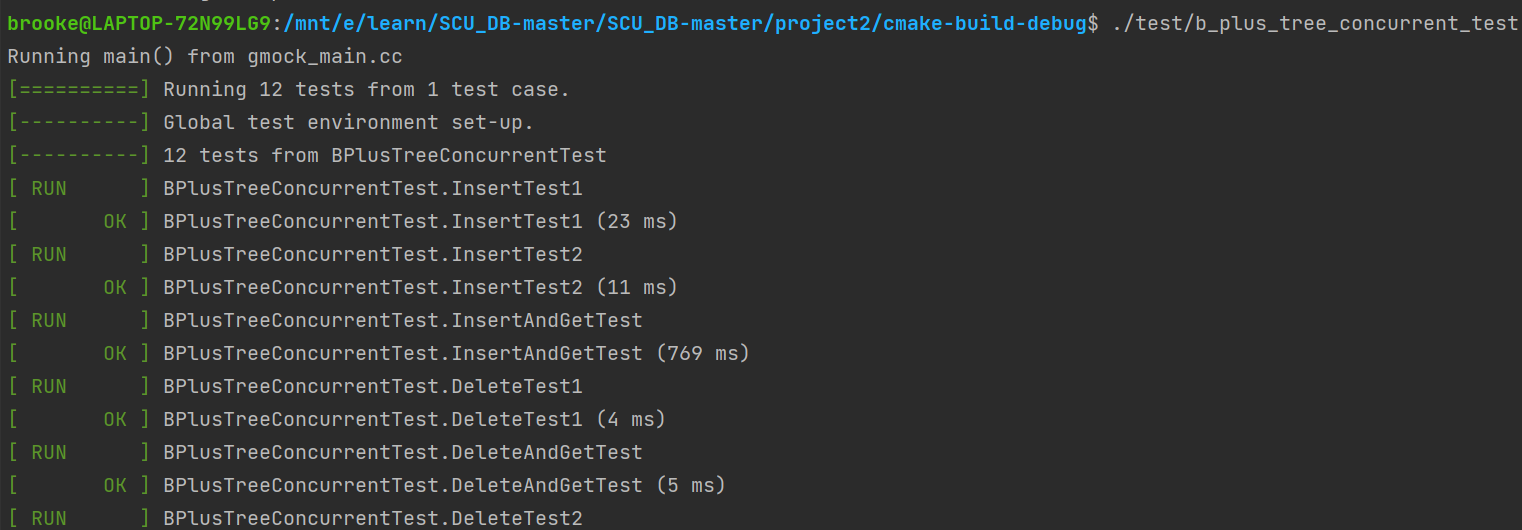 brooke@LAPTOP-72N99LG9:/mnt/e/learn/SCU_DB-master/SCU_DB-master/project2/cmake-build-debug$ ./test/b_plus_tree_concurrent_test
Running main() from gmock_main.cc
[==========] Running 12 tests from 1 test case.
[----------] Global test environment set-up.
[----------] 12 tests from BPlusTreeConcurrentTest
[ RUN      ] BPlusTreeConcurrentTest.InsertTest1
[       OK ] BPlusTreeConcurrentTest.InsertTest1 (23 ms)
[ RUN      ] BPlusTreeConcurrentTest.InsertTest2
[       OK ] BPlusTreeConcurrentTest.InsertTest2 (11 ms)
[ RUN      ] BPlusTreeConcurrentTest.InsertAndGetTest
[       OK ] BPlusTreeConcurrentTest.InsertAndGetTest (769 ms)
[ RUN      ] BPlusTreeConcurrentTest.DeleteTest1
[       OK ] BPlusTreeConcurrentTest.DeleteTest1 (4 ms)
[ RUN      ] BPlusTreeConcurrentTest.DeleteAndGetTest
[       OK ] BPlusTreeConcurrentTest.DeleteAndGetTest (5 ms)
[ RUN      ] BPlusTreeConcurrentTest.DeleteTest2